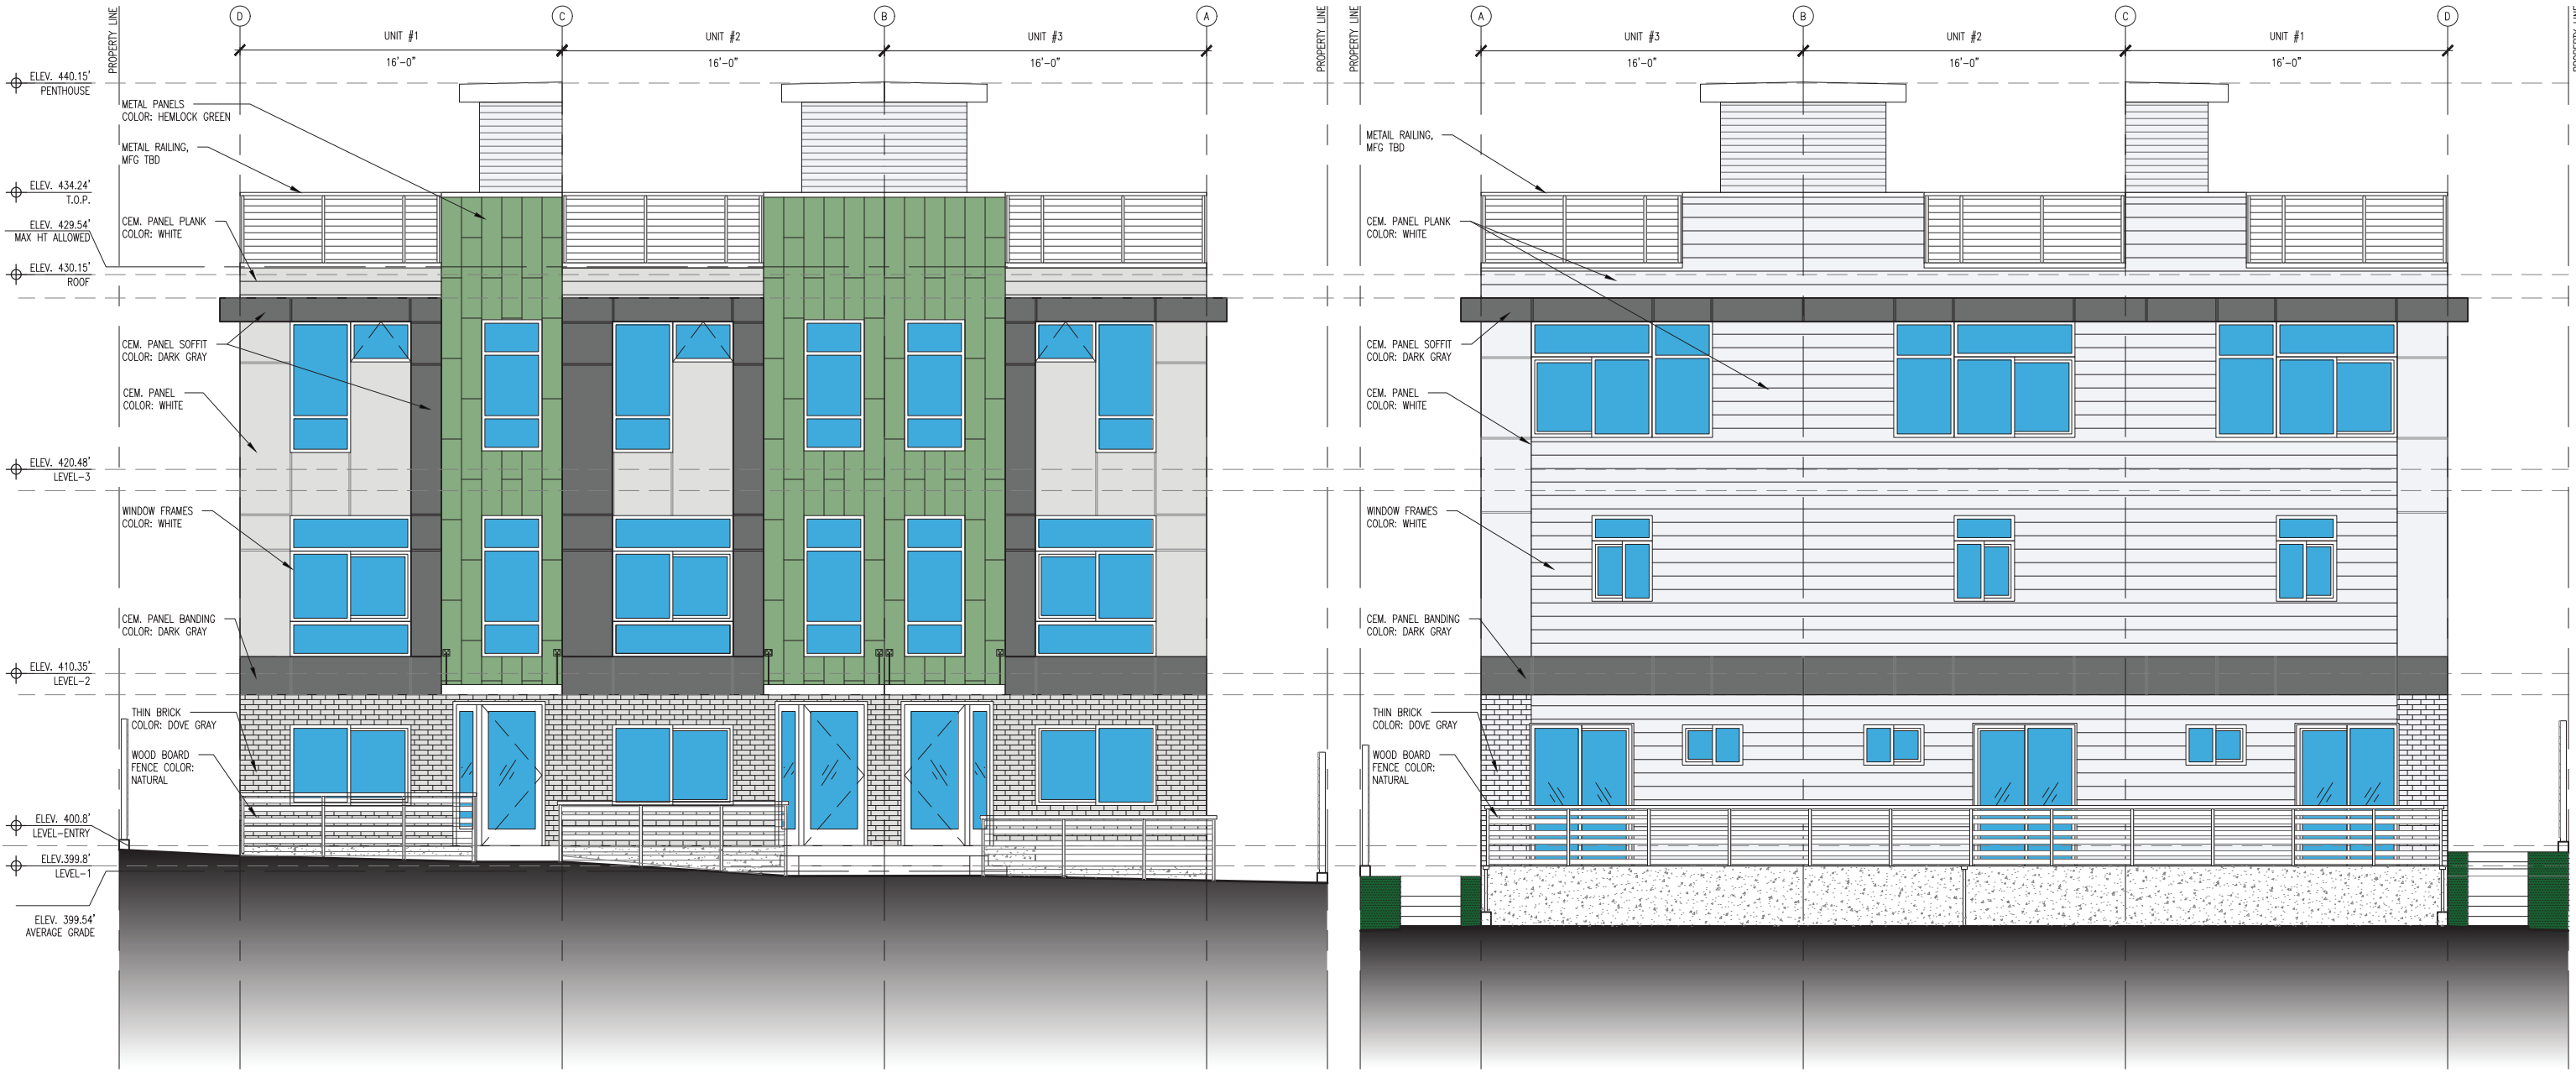 PROPERTY LINE
D
C
B
A
UNIT #1
UNIT #2
UNIT #3
16'-0"
16'-0"
16'-0"
PROPERTY LINE
ELEV. 440.15'
PENTHOUSE
METAL PANELS
COLOR: HEMLOCK GREEN
METAIL RAILING,
MFG TBD
ELEV. 434.24'
T.O.P.
CEM. PANEL PLANK
COLOR: WHITE
ELEV. 429.54'
MAX HT ALLOWED
ELEV. 430.15'
ROOF
CEM. PANEL SOFFIT
COLOR: DARK GRAY
CEM. PANEL
COLOR: WHITE
ELEV. 420.48'
LEVEL-3
WINDOW FRAMES
COLOR: WHITE
CEM. PANEL BANDING
COLOR: DARK GRAY
ELEV. 410.35'
LEVEL-2
THIN BRICK
COLOR: DOVE GRAY
WOOD BOARD
FENCE COLOR:
NATURAL
ELEV. 400.8'
LEVEL-ENTRY
ELEV.399.8'
LEVEL-1
ELEV. 399.54'
AVERAGE GRADE
PROPERTY LINE
A
B
C
D
UNIT #3
UNIT #2
UNIT #1
16'-0"
16'-0"
16'-0"
PROPERTY LINE
METAIL RAILING,
MFG TBD
CEM. PANEL PLANK
COLOR: WHITE
CEM. PANEL SOFFIT
COLOR: DARK GRAY
CEM. PANEL
COLOR: WHITE
WINDOW FRAMES
COLOR: WHITE
CEM. PANEL BANDING
COLOR: DARK GRAY
THIN BRICK
COLOR: DOVE GRAY
WOOD BOARD
FENCE COLOR:
NATURAL